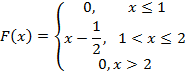 F(x) = { 0, x ≤ 1
x − 1/2, 1 < x ≤ 2
0, x > 2